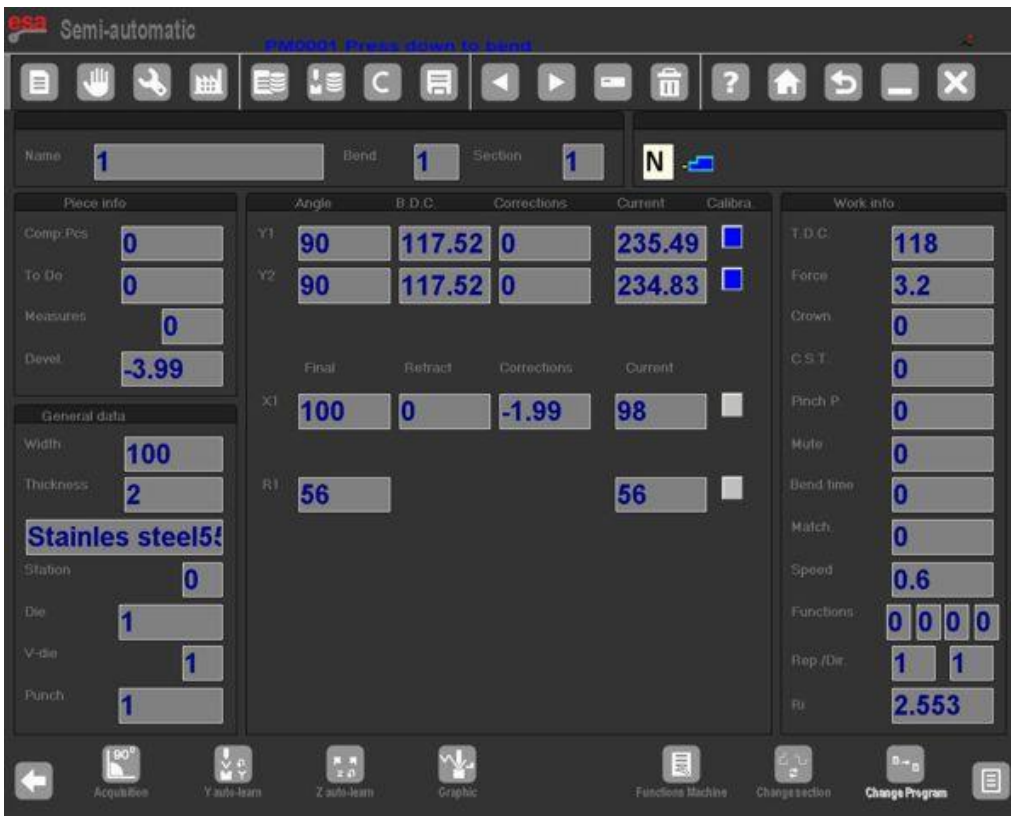 esa Semi-automatic
PM0001 Press down to bend
C ?
Name 1 Bend 1 Section 1 N
Piece info Angle B.D.C. Corrections Current Calibra. Work info
Comp.Pcs 0 Y1 90 117.52 0 235.49 T.D.C. 118
To Do 0 Y2 90 117.52 0 234.83 Force 3.2
Measures 0 Crown. 0
Devel. -3.99 Final Retract Corrections Current C.S.T. 0
General data X1 100 0 -1.99 98 Pinch P. 0
Width 100 Mute 0
Thickness 2 R1 56 56 Bend time 0
Stainles steel55 Match. 0
Station 0 Speed 0.6
Die 1 Functions 0 0 0 0
V-die 1 Rep./Dir. 1 1
Punch 1 Ri 2.553
90°
Z
Acquisition Y auto-learn Z auto-learn Graphic Functions Machine Change section Change Program